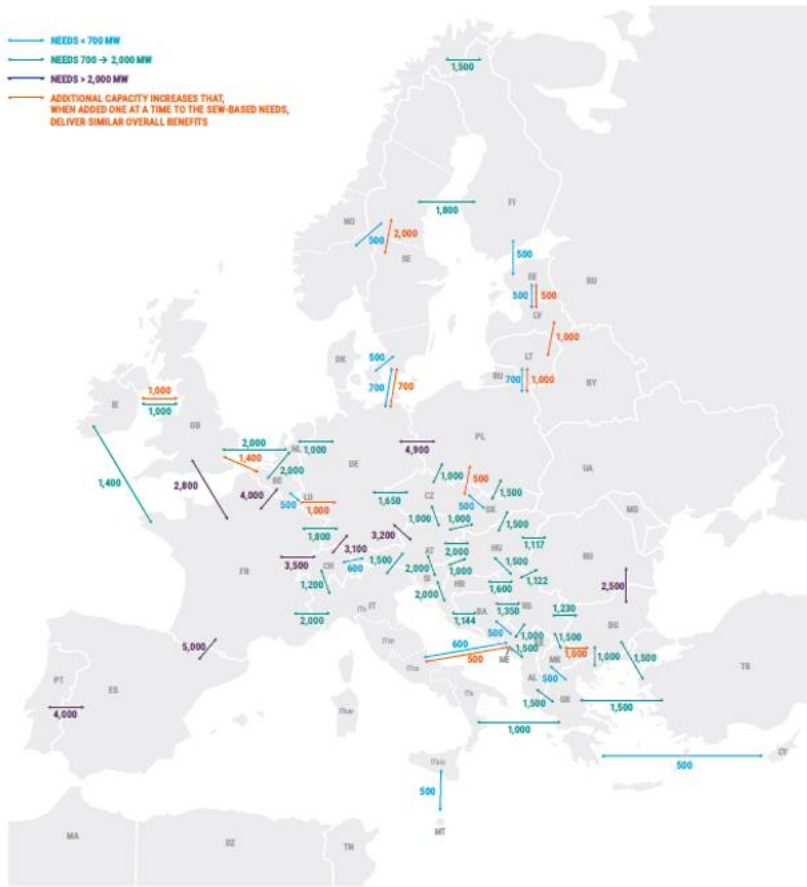 NEEDS < 700 MW
NEEDS 700 → 2,000 MW
NEEDS > 2,000 MW
ADDITIONAL CAPACITY INCREASES THAT,
WHEN ADDED ONE AT A TIME TO THE SEW-BASED NEEDS,
DELIVER SIMILAR OVERALL BENEFITS
1,500
1,800
FI
NO
500
2,000
SE
500
EE
RU
500
500
LV
1,000
LT
DK
500
RU
700
1,000
BY
700
700
1,000
1,000
IE
GB
2,000
NL
1,000
4,900
PL
DE
1,400
2,000
UA
BE
1,000
500
1,400
2,800
4,000
500
LU
1,000
1,650
CZ
500
1,500
SK
MD
1,000
1,000
1,500
1,800
3,200
3,100
1,117
FR
3,500
CH
600
1,500
AT
2,000
HU
RO
2,000
1,000
1,500
1,122
2,500
1,200
SI
HR
1,600
2,000
2,000
IT
1,144
BA
1,350
RS
1,230
BG
500
1,000
1,500
5,000
600
500
ME
1,500
1,000
1,000
1,500
MK
TR
PT
ES
AL
500
4,000
1,500
GR
1,500
1,000
500
CY
500
MT
MA
DZ
TN